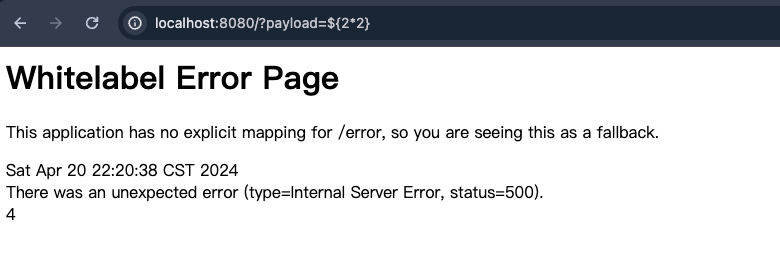 localhost:8080/?payload=${2*2}
Whitelabel Error Page
This application has no explicit mapping for /error, so you are seeing this as a fallback.
Sat Apr 20 22:20:38 CST 2024
There was an unexpected error (type=Internal Server Error, status=500).
4